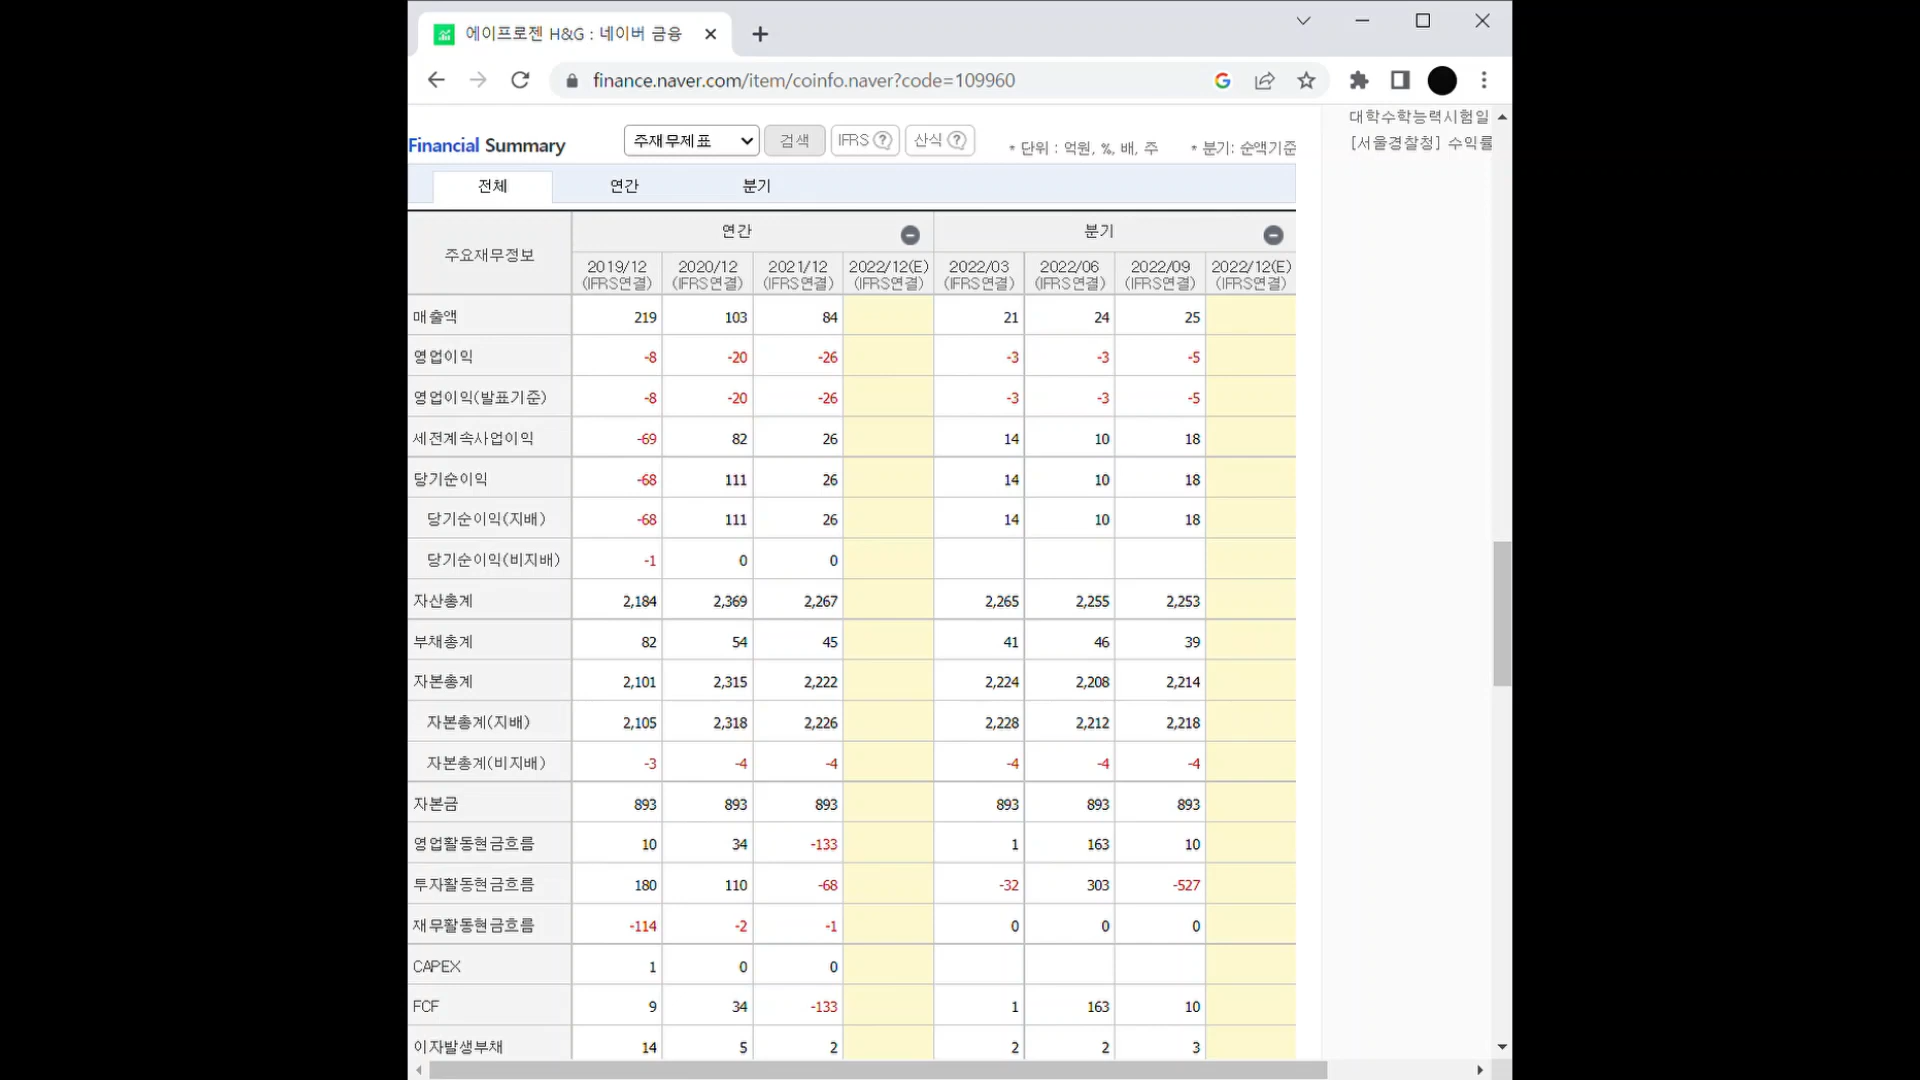 에이프로젠 H&G : 네이버 금융
finance.naver.com/item/coinfo.naver?code=109960
대학수학능력시험일
[서울경찰청] 수익률
Financial Summary 주재무제표 검색 IFRS ? 산식 ? * 단위 : 억원, %, 배, 주 * 분기: 순액기준
전체 연간 분기
주요재무정보 연간 분기
2019/12 2020/12 2021/12 2022/12(E) 2022/03 2022/06 2022/09 2022/12(E)
(IFRS연결) (IFRS연결) (IFRS연결) (IFRS연결) (IFRS연결) (IFRS연결) (IFRS연결) (IFRS연결)
매출액 219 103 84 21 24 25
영업이익 -8 -20 -26 -3 -3 -5
영업이익(발표기준) -8 -20 -26 -3 -3 -5
세전계속사업이익 -69 82 26 14 10 18
당기순이익 -68 111 26 14 10 18
당기순이익(지배) -68 111 26 14 10 18
당기순이익(비지배) -1 0 0
자산총계 2,184 2,369 2,267 2,265 2,255 2,253
부채총계 82 54 45 41 46 39
자본총계 2,101 2,315 2,222 2,224 2,208 2,214
자본총계(지배) 2,105 2,318 2,226 2,228 2,212 2,218
자본총계(비지배) -3 -4 -4 -4 -4 -4
자본금 893 893 893 893 893 893
영업활동현금흐름 10 34 -133 1 163 10
투자활동현금흐름 180 110 -68 -32 303 -527
재무활동현금흐름 -114 -2 -1 0 0 0
CAPEX 1 0 0
FCF 9 34 -133 1 163 10
이자발생부채 14 5 2 2 2 3